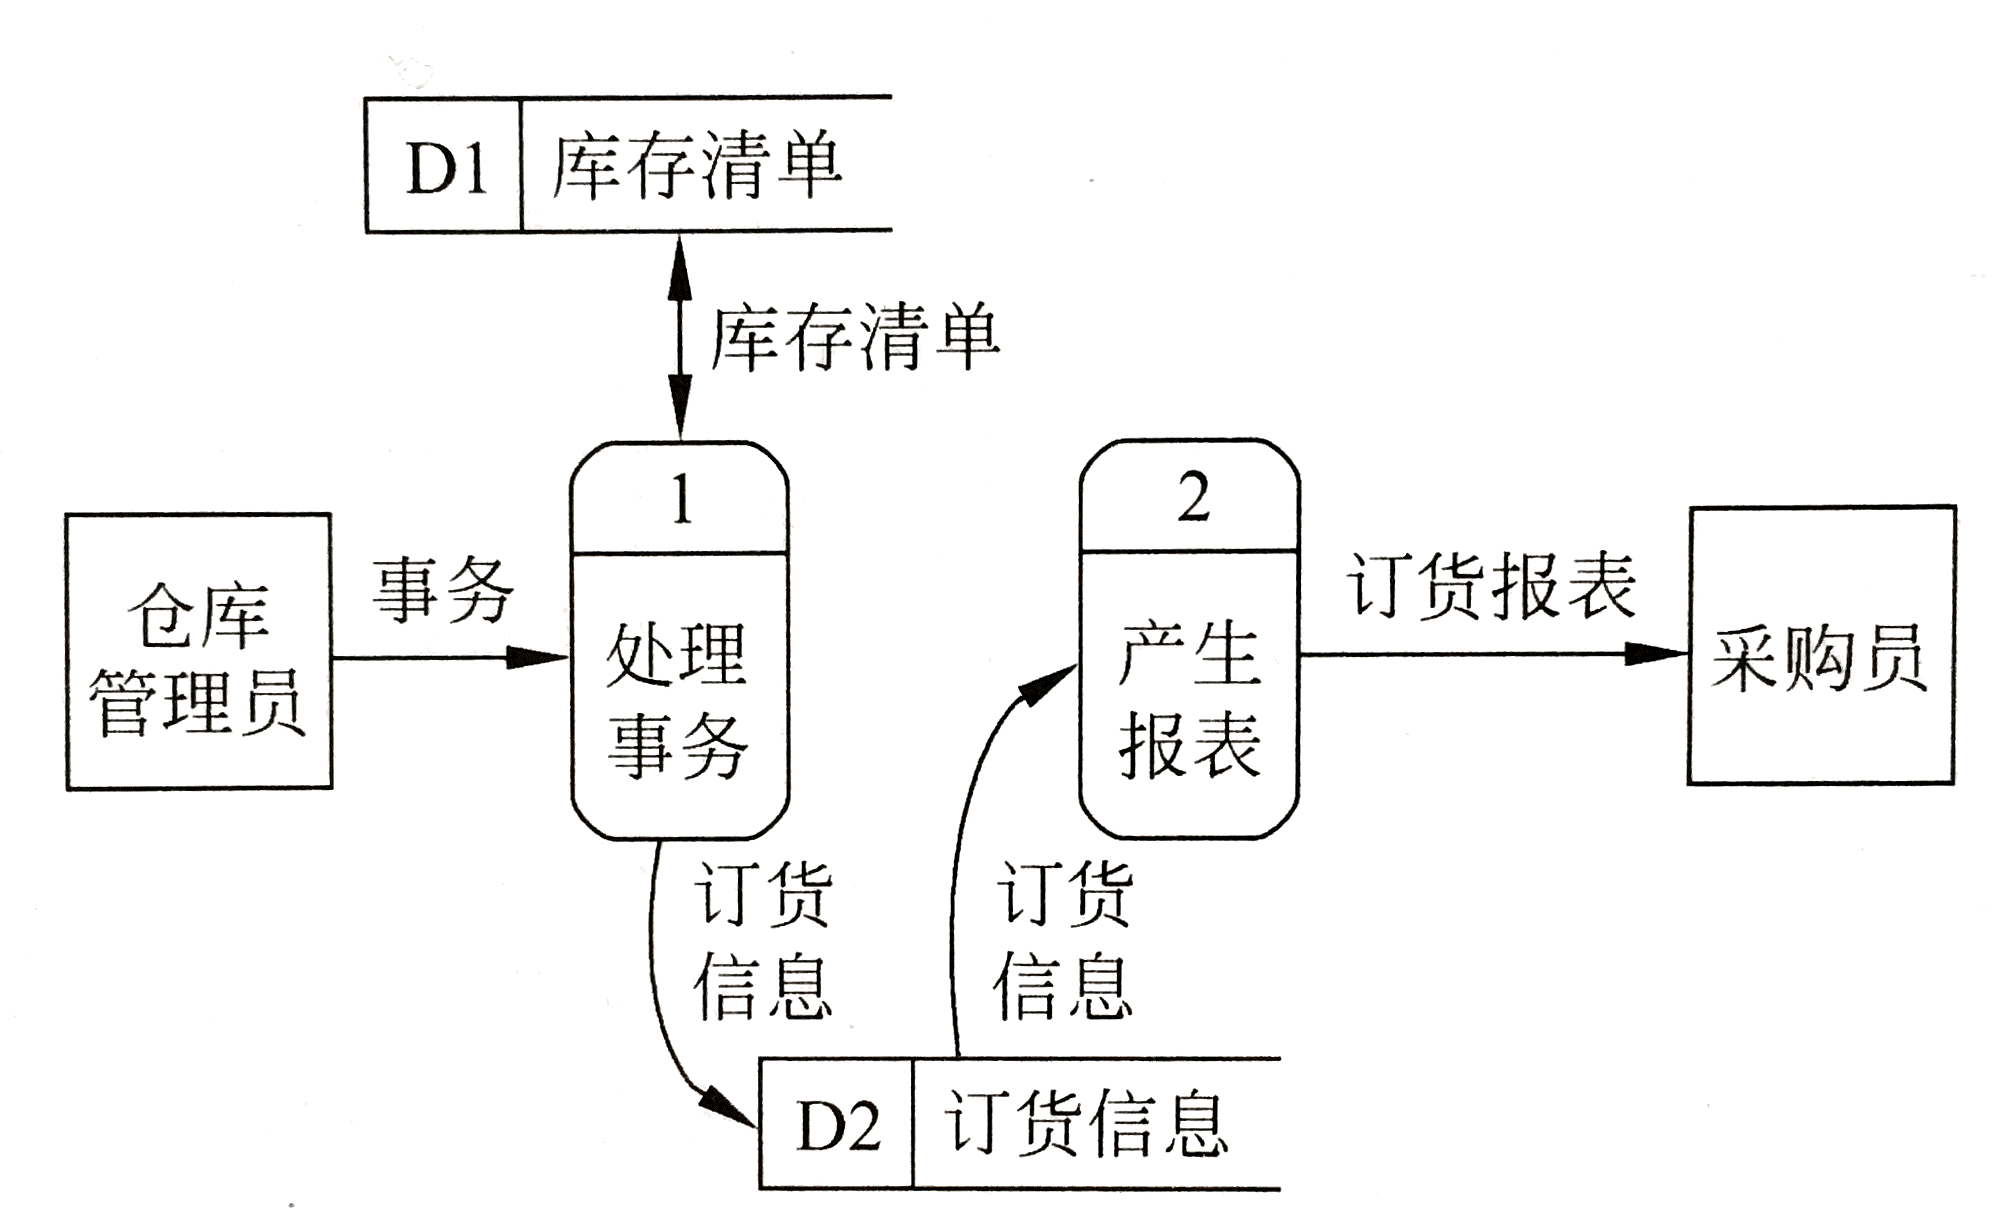 D1 库存清单
库存清单
1
2
事务
订货报表
仓库
管理员
处理
事务
产生
报表
采购员
订货
信息
订货
信息
D2 订货信息